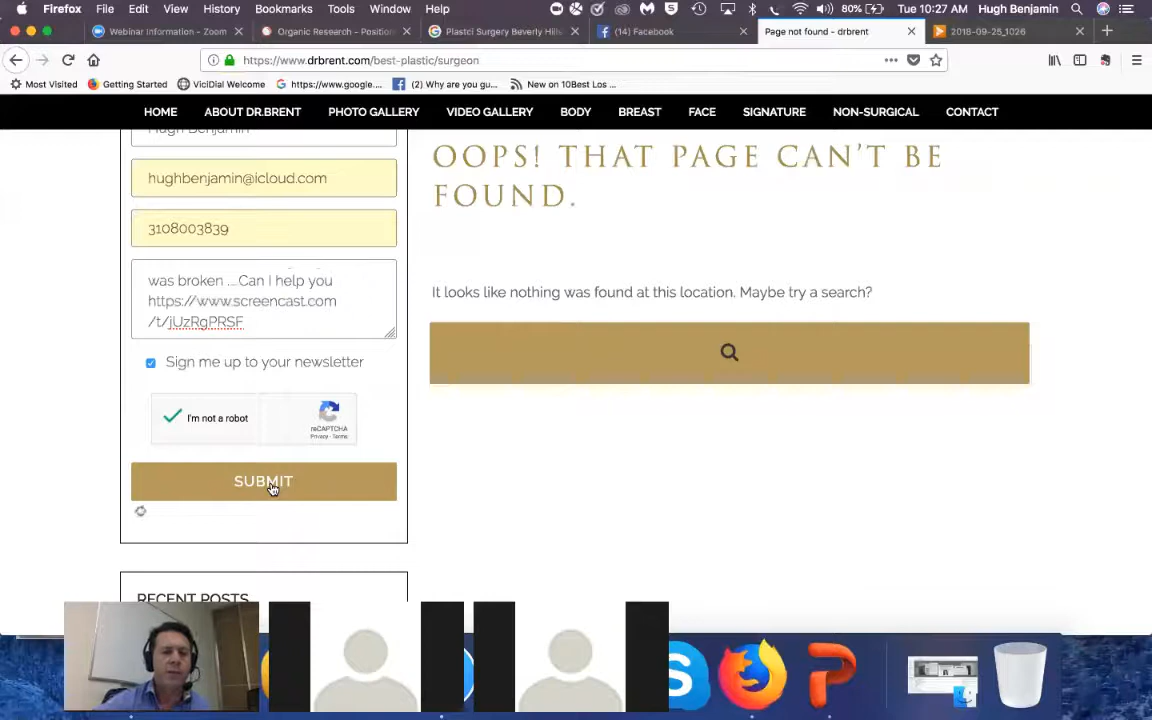 Firefox File Edit View History Bookmarks Tools Window Help 80% Tue 10:27 AM Hugh Benjamin
Webinar Information - Zoom
Organic Research - Position
Plastci Surgery Beverly Hills
(14) Facebook
Page not found - drbrent
2018-09-25_1026
https://www.drbrent.com/best-plastic/surgeon
Most Visited Getting Started ViciDial Welcome https://www.google.... (2) Why are you gu... New on 10Best Los ...
HOME ABOUT DR.BRENT PHOTO GALLERY VIDEO GALLERY BODY BREAST FACE SIGNATURE NON-SURGICAL CONTACT
Hugh Benjamin
hughbenjamin@icloud.com
3108003839
was broken ... Can I help you
https://www.screencast.com
/t/jUzRgPRSF
Sign me up to your newsletter
I'm not a robot
reCAPTCHA
Privacy - Terms
SUBMIT
RECENT POSTS
OOPS! THAT PAGE CAN'T BE
FOUND.
It looks like nothing was found at this location. Maybe try a search?